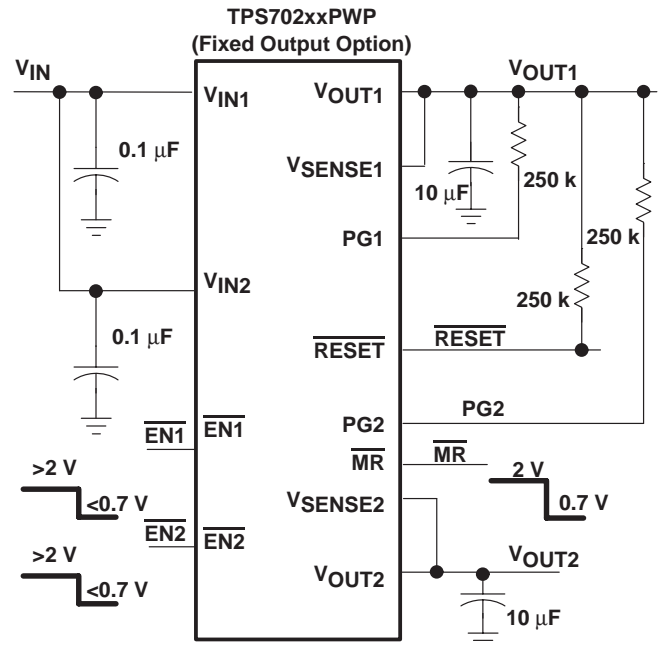 TPS702xxPWP
(Fixed Output Option)
VIN
VIN1
VOUT1
VOUT1
0.1 μF
VSENSE1
10 μF
250 k
PG1
250 k
VIN2
250 k
0.1 μF
RESET
RESET
PG2
PG2
EN1
EN1
MR
MR
>2 V
<0.7 V
2 V
0.7 V
VSENSE2
EN2
EN2
>2 V
<0.7 V
VOUT2
VOUT2
10 μF